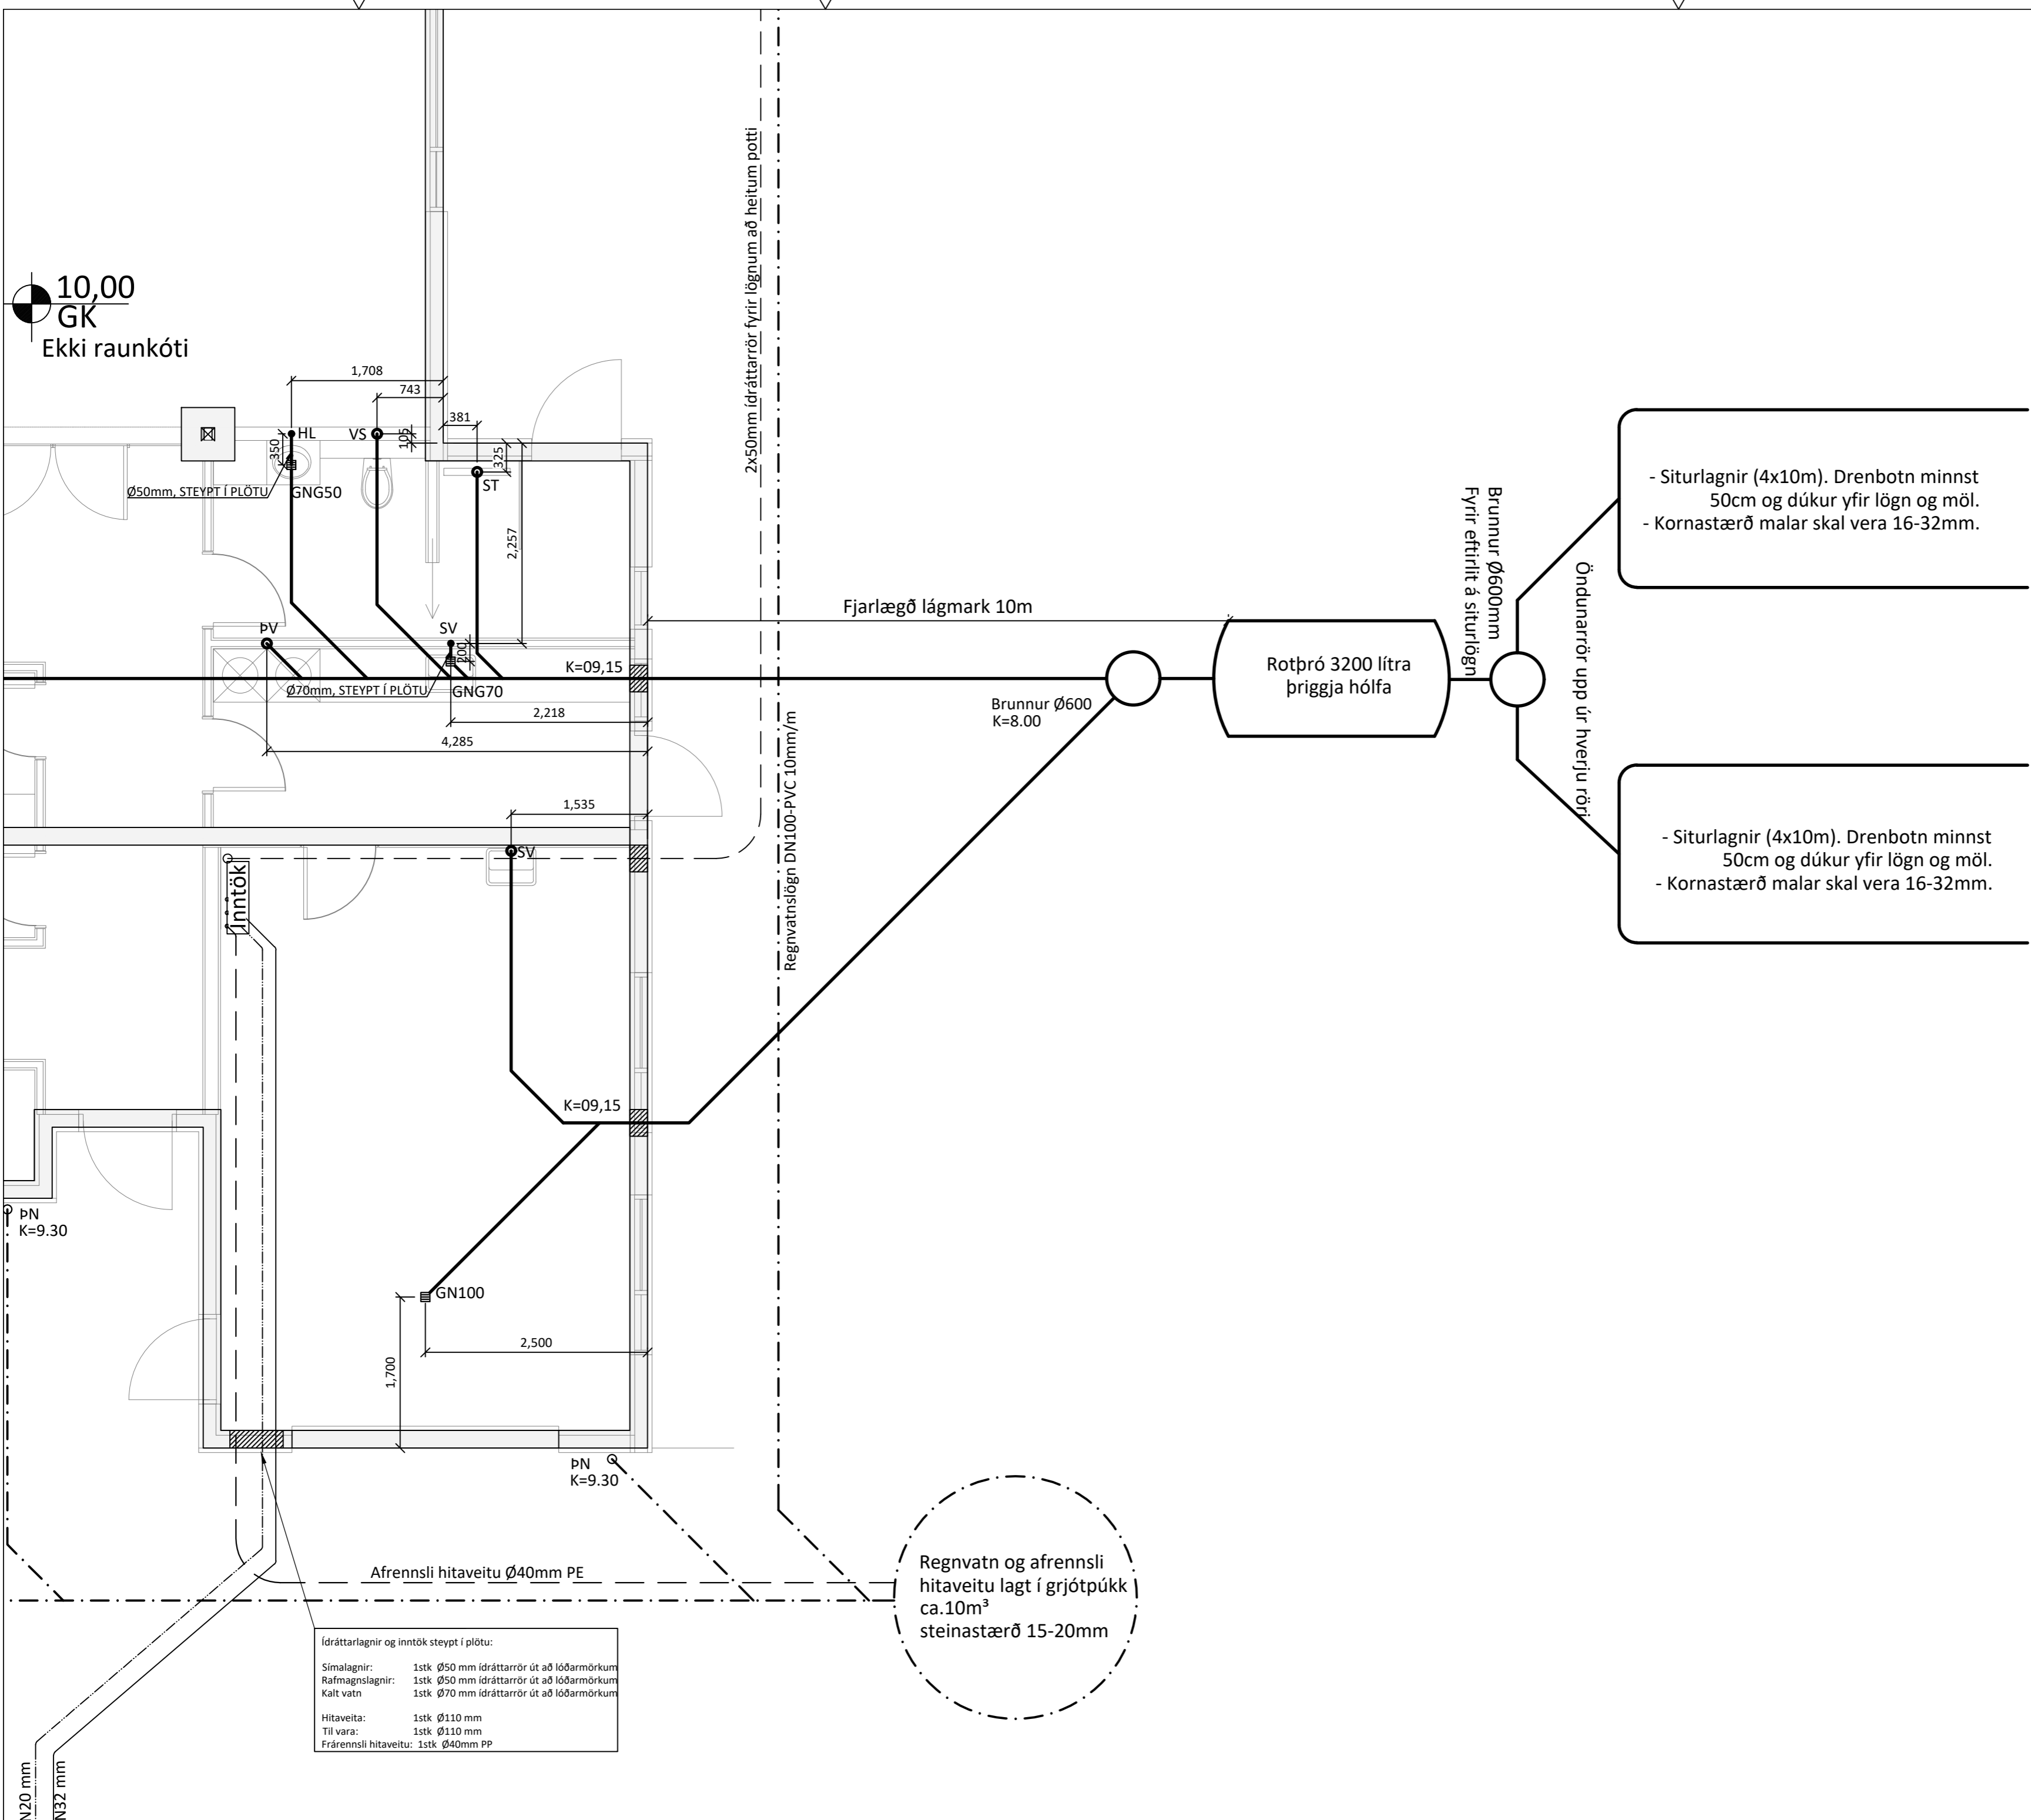 10,00
GK
Ekki raunkóti
1,708
743
381
HL
VS
105
350
325
ST
Ø50mm, STEYPT Í PLÖTU
GNG50
2,257
2x50mm ídráttarrör fyrir lögnum að heitum potti
ÞV
SV
200
K=09,15
Ø70mm, STEYPT Í PLÖTU
GNG70
2,218
4,285
1,535
SV
Inntök
Regnvatnslögn DN100-PVC 10mm/m
Fjarlægð lágmark 10m
Brunnur Ø600
K=8.00
Rotþró 3200 lítra
þriggja hólfa
Brunnur Ø600mm
Fyrir eftirlit á siturlögn
Öndunarrör upp úr hverju röri
- Siturlagnir (4x10m). Drenbotn minnst
50cm og dúkur yfir lögn og möl.
- Kornastærð malar skal vera 16-32mm.
- Siturlagnir (4x10m). Drenbotn minnst
50cm og dúkur yfir lögn og möl.
- Kornastærð malar skal vera 16-32mm.
K=09,15
ÞN
K=9.30
GN100
2,500
1,700
ÞN
K=9.30
Afrennsli hitaveitu Ø40mm PE
Regnvatn og afrennsli
hitaveitu lagt í grjótpúkk
ca.10m³
steinastærð 15-20mm
Ídráttarlagnir og inntök steypt í plötu:
Símalagnir: 1stk Ø50 mm ídráttarrör út að lóðarmörkum
Rafmagnslagnir: 1stk Ø50 mm ídráttarrör út að lóðarmörkum
Kalt vatn 1stk Ø70 mm ídráttarrör út að lóðarmörkum
Hitaveita: 1stk Ø110 mm
Til vara: 1stk Ø110 mm
Frárennsli hitaveitu: 1stk Ø40mm PP
N20 mm
N32 mm